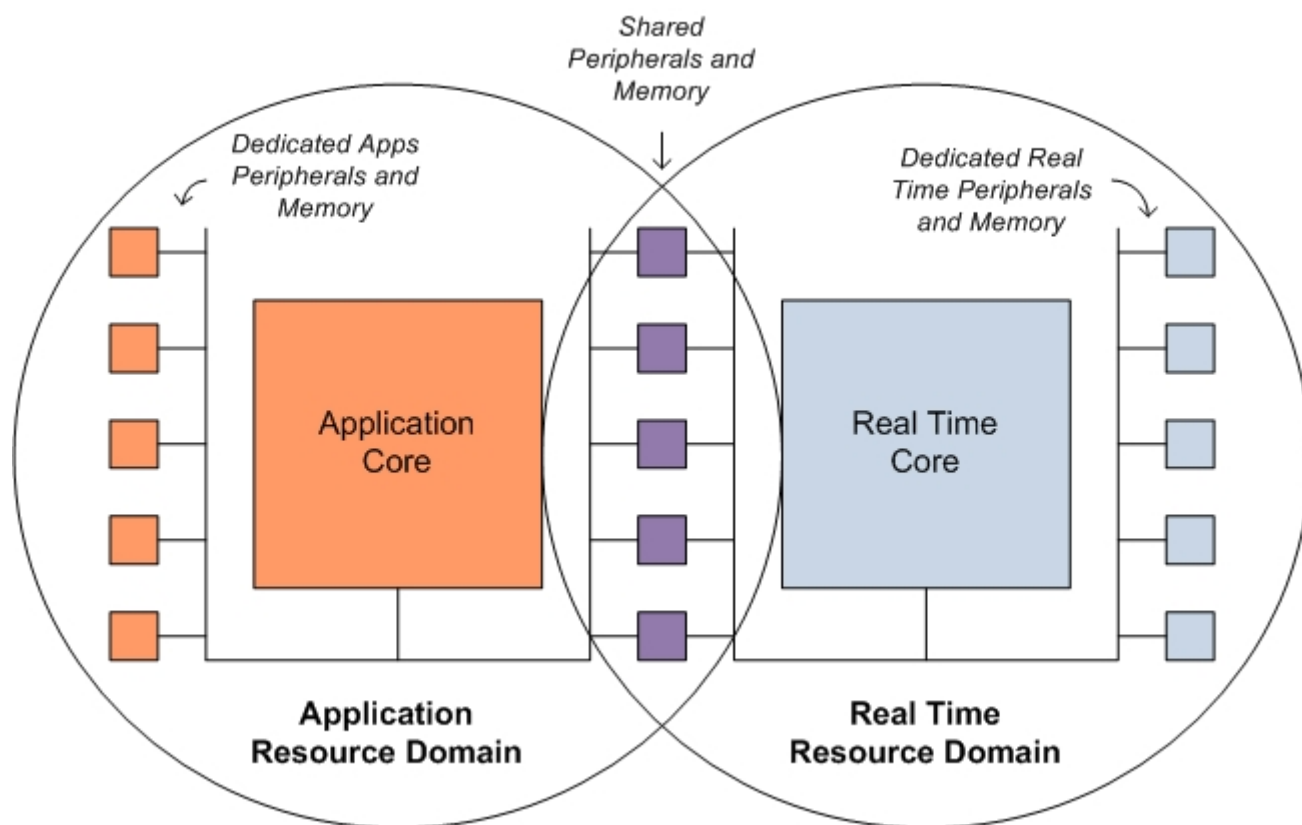 Shared
Peripherals and
Memory
Dedicated Apps
Peripherals and
Memory
Dedicated Real
Time Peripherals
and Memory
Application
Core
Real Time
Core
Application
Resource Domain
Real Time
Resource Domain